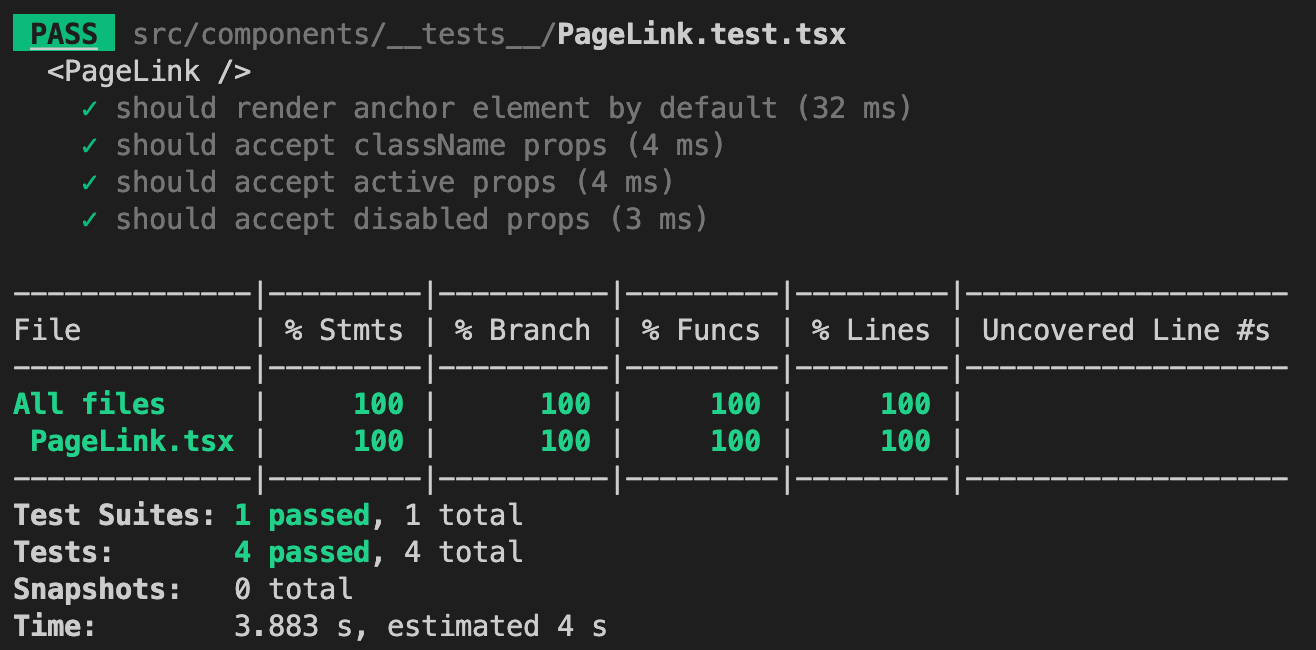 PASS src/components/__tests__/PageLink.test.tsx
  <PageLink />
    ✓ should render anchor element by default (32 ms)
    ✓ should accept className props (4 ms)
    ✓ should accept active props (4 ms)
    ✓ should accept disabled props (3 ms)

--------------|---------|----------|---------|---------|-------------------
File          | % Stmts | % Branch | % Funcs | % Lines | Uncovered Line #s
--------------|---------|----------|---------|---------|-------------------
All files     |     100 |      100 |     100 |     100 |
 PageLink.tsx |     100 |      100 |     100 |     100 |
--------------|---------|----------|---------|---------|-------------------
Test Suites: 1 passed, 1 total
Tests:       4 passed, 4 total
Snapshots:   0 total
Time:        3.883 s, estimated 4 s